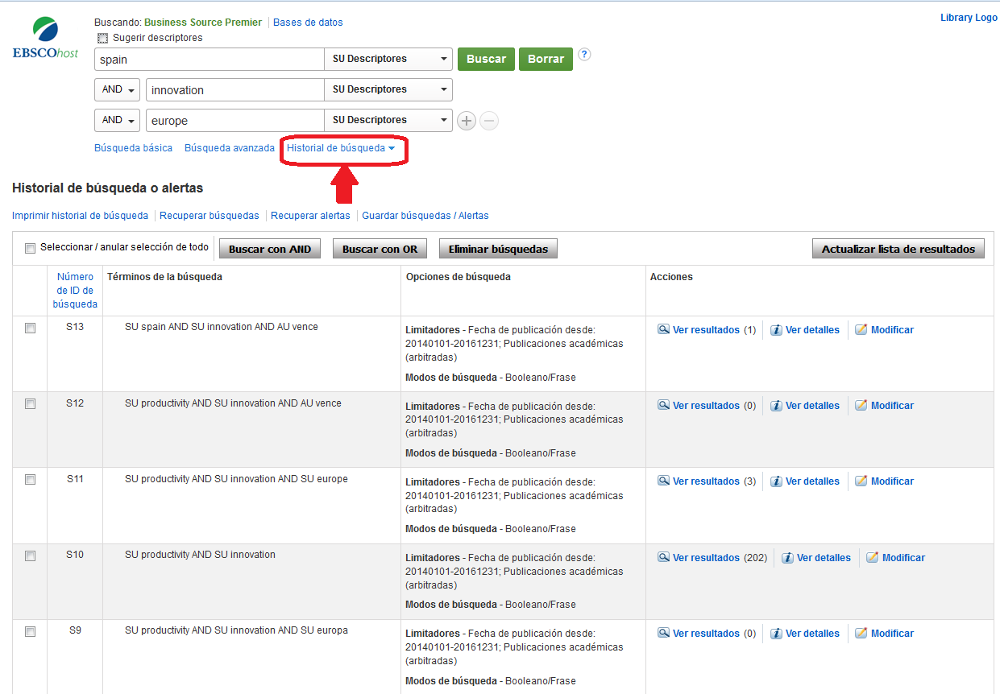 Buscando: Business Source Premier Bases de datos
Library Logo
Sugerir descriptores
EBSCOhost
spain SU Descriptores Buscar Borrar ?
AND innovation SU Descriptores
AND europe SU Descriptores
Búsqueda básica Búsqueda avanzada Historial de búsqueda
Historial de búsqueda o alertas
Imprimir historial de búsqueda Recuperar búsquedas Recuperar alertas Guardar búsquedas / Alertas
Seleccionar / anular selección de todo Buscar con AND Buscar con OR Eliminar búsquedas Actualizar lista de resultados
Número
de ID de
búsqueda
Términos de la búsqueda
Opciones de búsqueda
Acciones
S13
SU spain AND SU innovation AND AU vence
Limitadores - Fecha de publicación desde:
20140101-20161231; Publicaciones académicas
(arbitradas)
Modos de búsqueda - Booleano/Frase
Ver resultados (1) Ver detalles Modificar
S12
SU productivity AND SU innovation AND AU vence
Limitadores - Fecha de publicación desde:
20140101-20161231; Publicaciones académicas
(arbitradas)
Modos de búsqueda - Booleano/Frase
Ver resultados (0) Ver detalles Modificar
S11
SU productivity AND SU innovation AND SU europe
Limitadores - Fecha de publicación desde:
20140101-20161231; Publicaciones académicas
(arbitradas)
Modos de búsqueda - Booleano/Frase
Ver resultados (3) Ver detalles Modificar
S10
SU productivity AND SU innovation
Limitadores - Fecha de publicación desde:
20140101-20161231; Publicaciones académicas
(arbitradas)
Modos de búsqueda - Booleano/Frase
Ver resultados (202) Ver detalles Modificar
S9
SU productivity AND SU innovation AND SU europa
Limitadores - Fecha de publicación desde:
20140101-20161231; Publicaciones académicas
(arbitradas)
Modos de búsqueda - Booleano/Frase
Ver resultados (0) Ver detalles Modificar